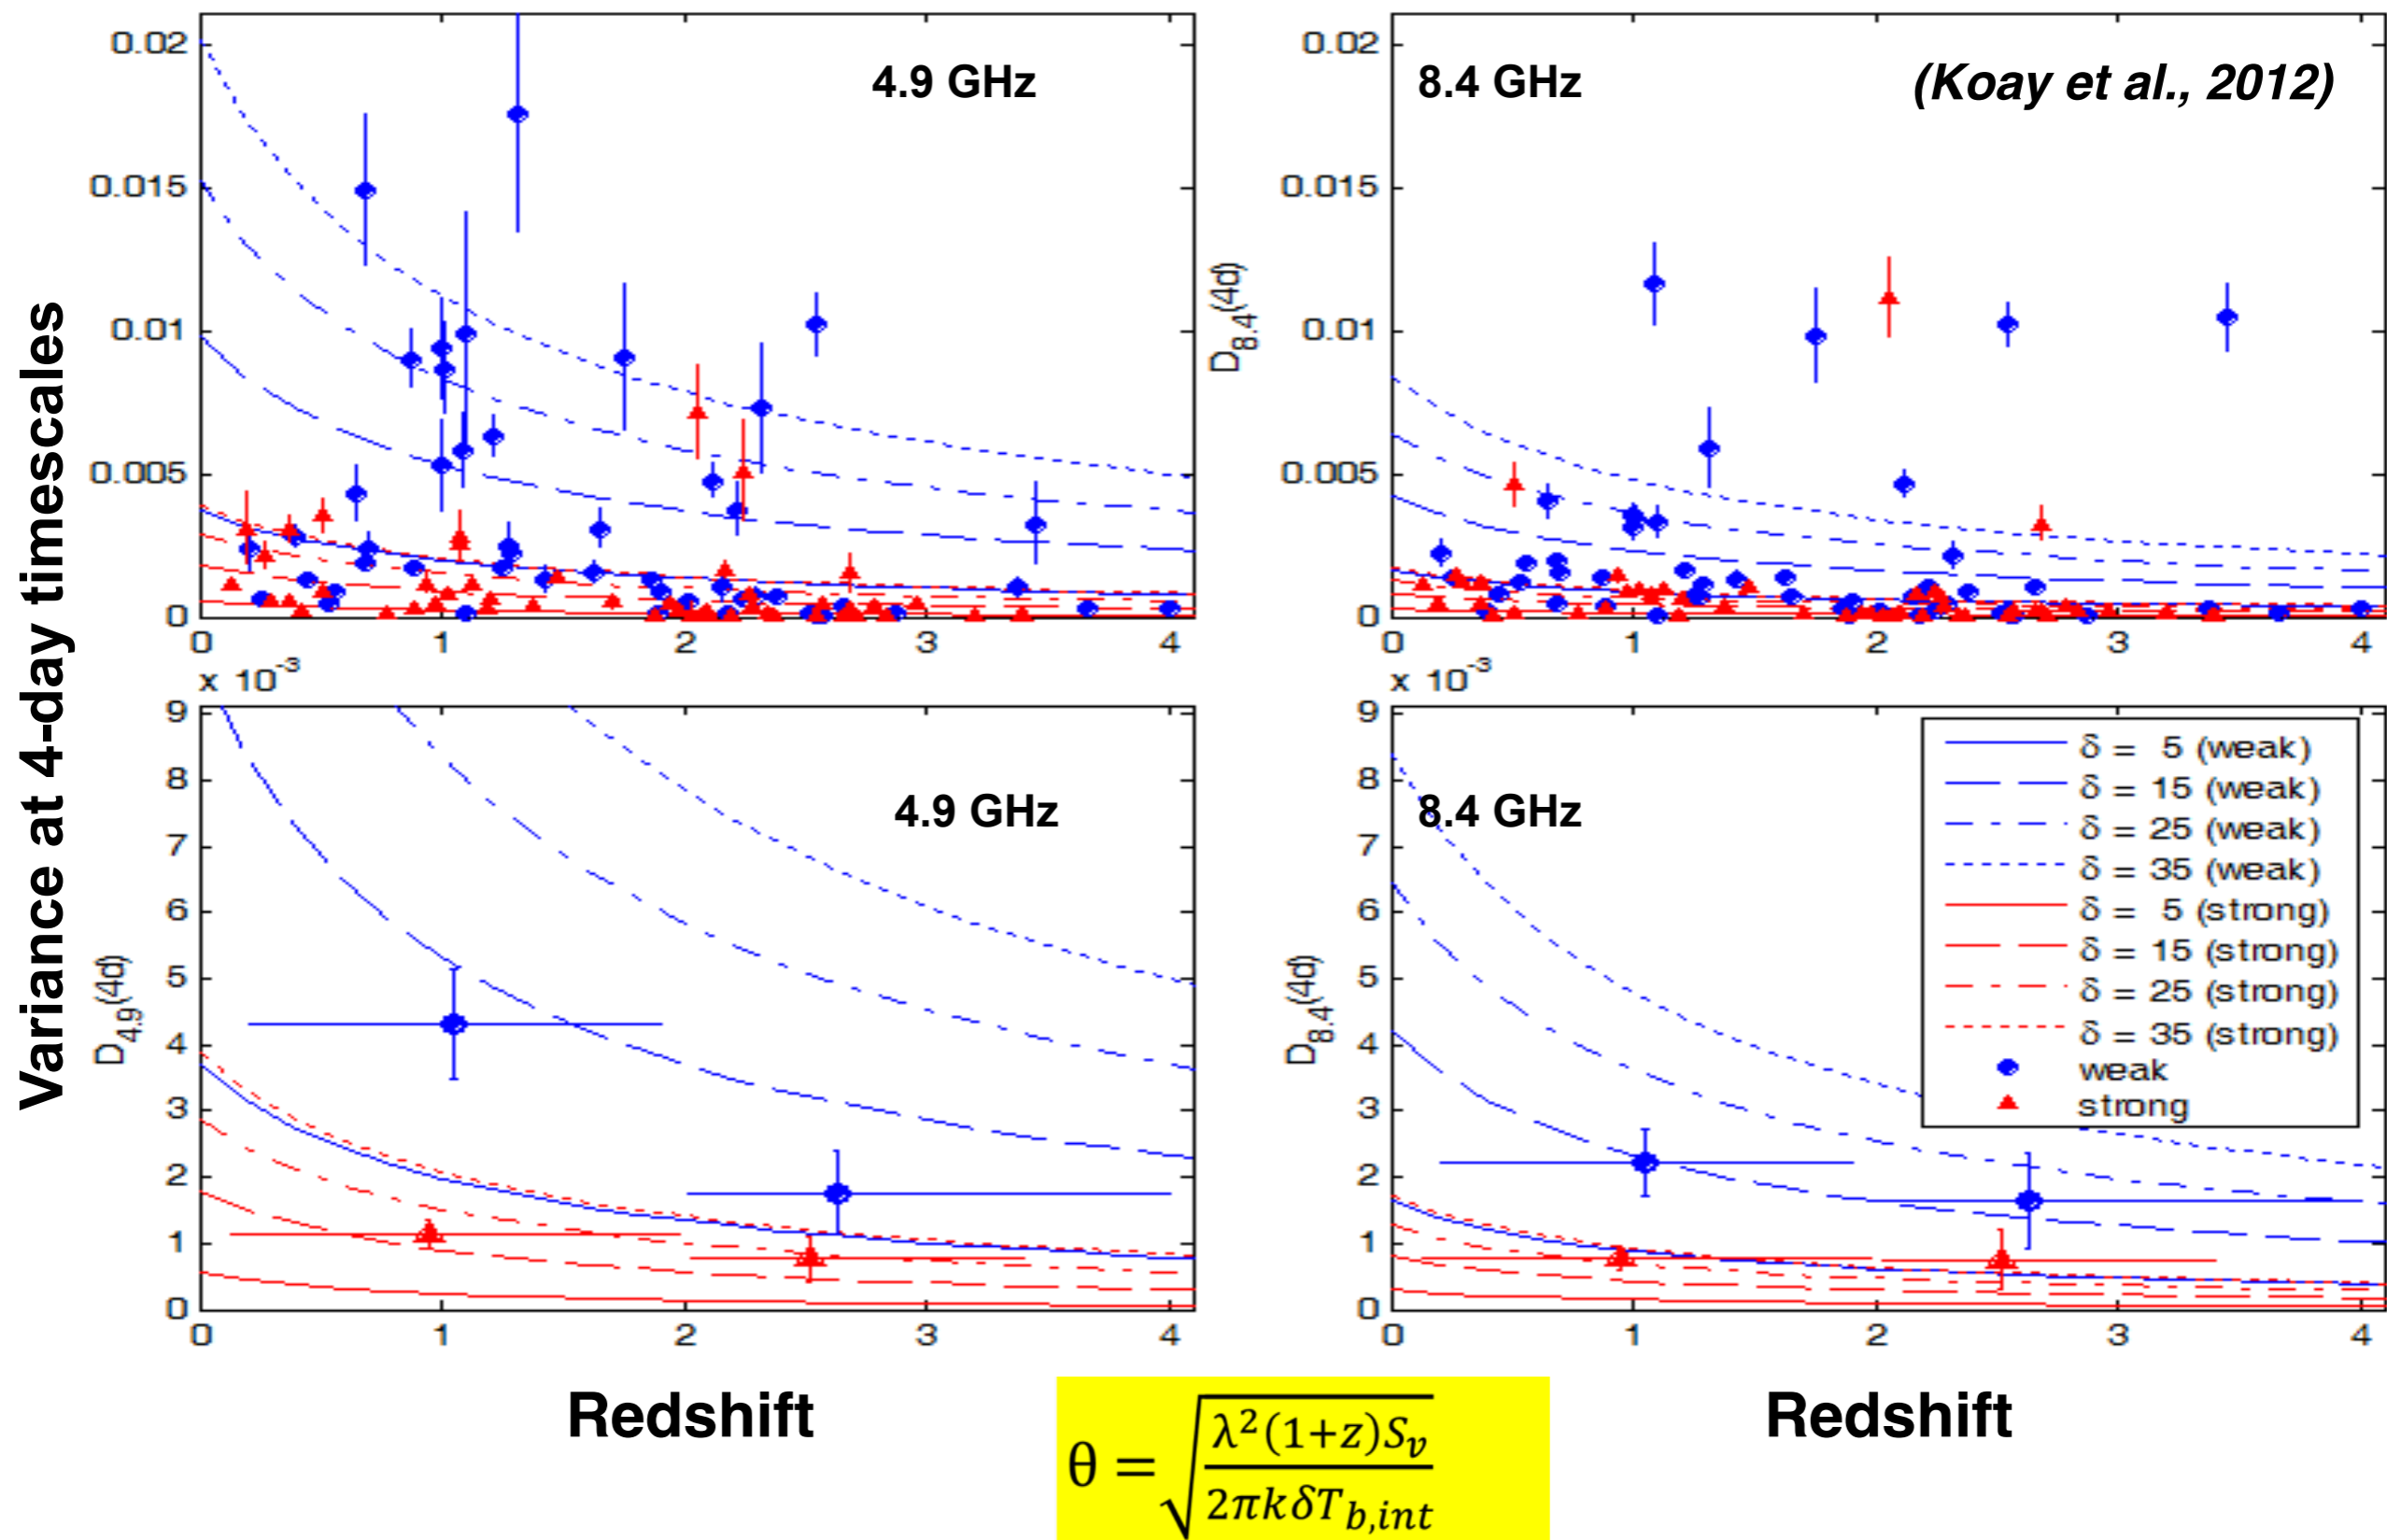 Variance at 4-day timescales
0.02
0.015
0.01
0.005
0
4.9 GHz
0 1 2 3 4
D8.4(4d)
0.02
0.015
0.01
0.005
0
8.4 GHz
(Koay et al., 2012)
0 1 2 3 4
x 10-3
D4.9(4d)
9
8
7
6
5
4
3
2
1
0
4.9 GHz
0 1 2 3 4
Redshift
x 10-3
D8.4(4d)
9
8
7
6
5
4
3
2
1
0
8.4 GHz
δ = 5 (weak)
δ = 15 (weak)
δ = 25 (weak)
δ = 35 (weak)
δ = 5 (strong)
δ = 15 (strong)
δ = 25 (strong)
δ = 35 (strong)
weak
strong
0 1 2 3 4
Redshift
θ = √(λ²(1+z)Sν / 2πkδTb,int)